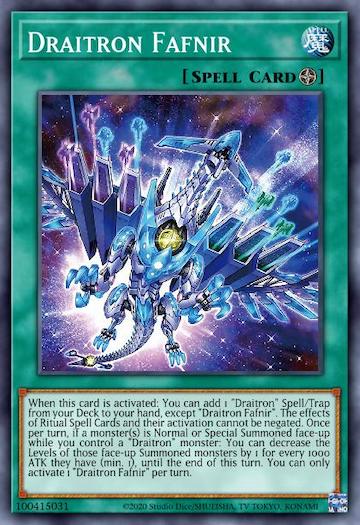 Draitron Fafnir
魔
[Spell Card]
When this card is activated: You can add 1 "Draitron" Spell/Trap
from your Deck to your hand, except "Draitron Fafnir". The effects
of Ritual Spell Cards and their activation cannot be negated. Once
per turn, if a monster(s) is Normal or Special Summoned face-up
while you control a "Draitron" monster: You can decrease the
Levels of those face-up Summoned monsters by 1 for every 1000
ATK they have (min. 1), until the end of this turn. You can only
activate 1 "Draitron Fafnir" per turn.
100415031
©2020 Studio Dice/SHUEISHA, TV TOKYO, KONAMI